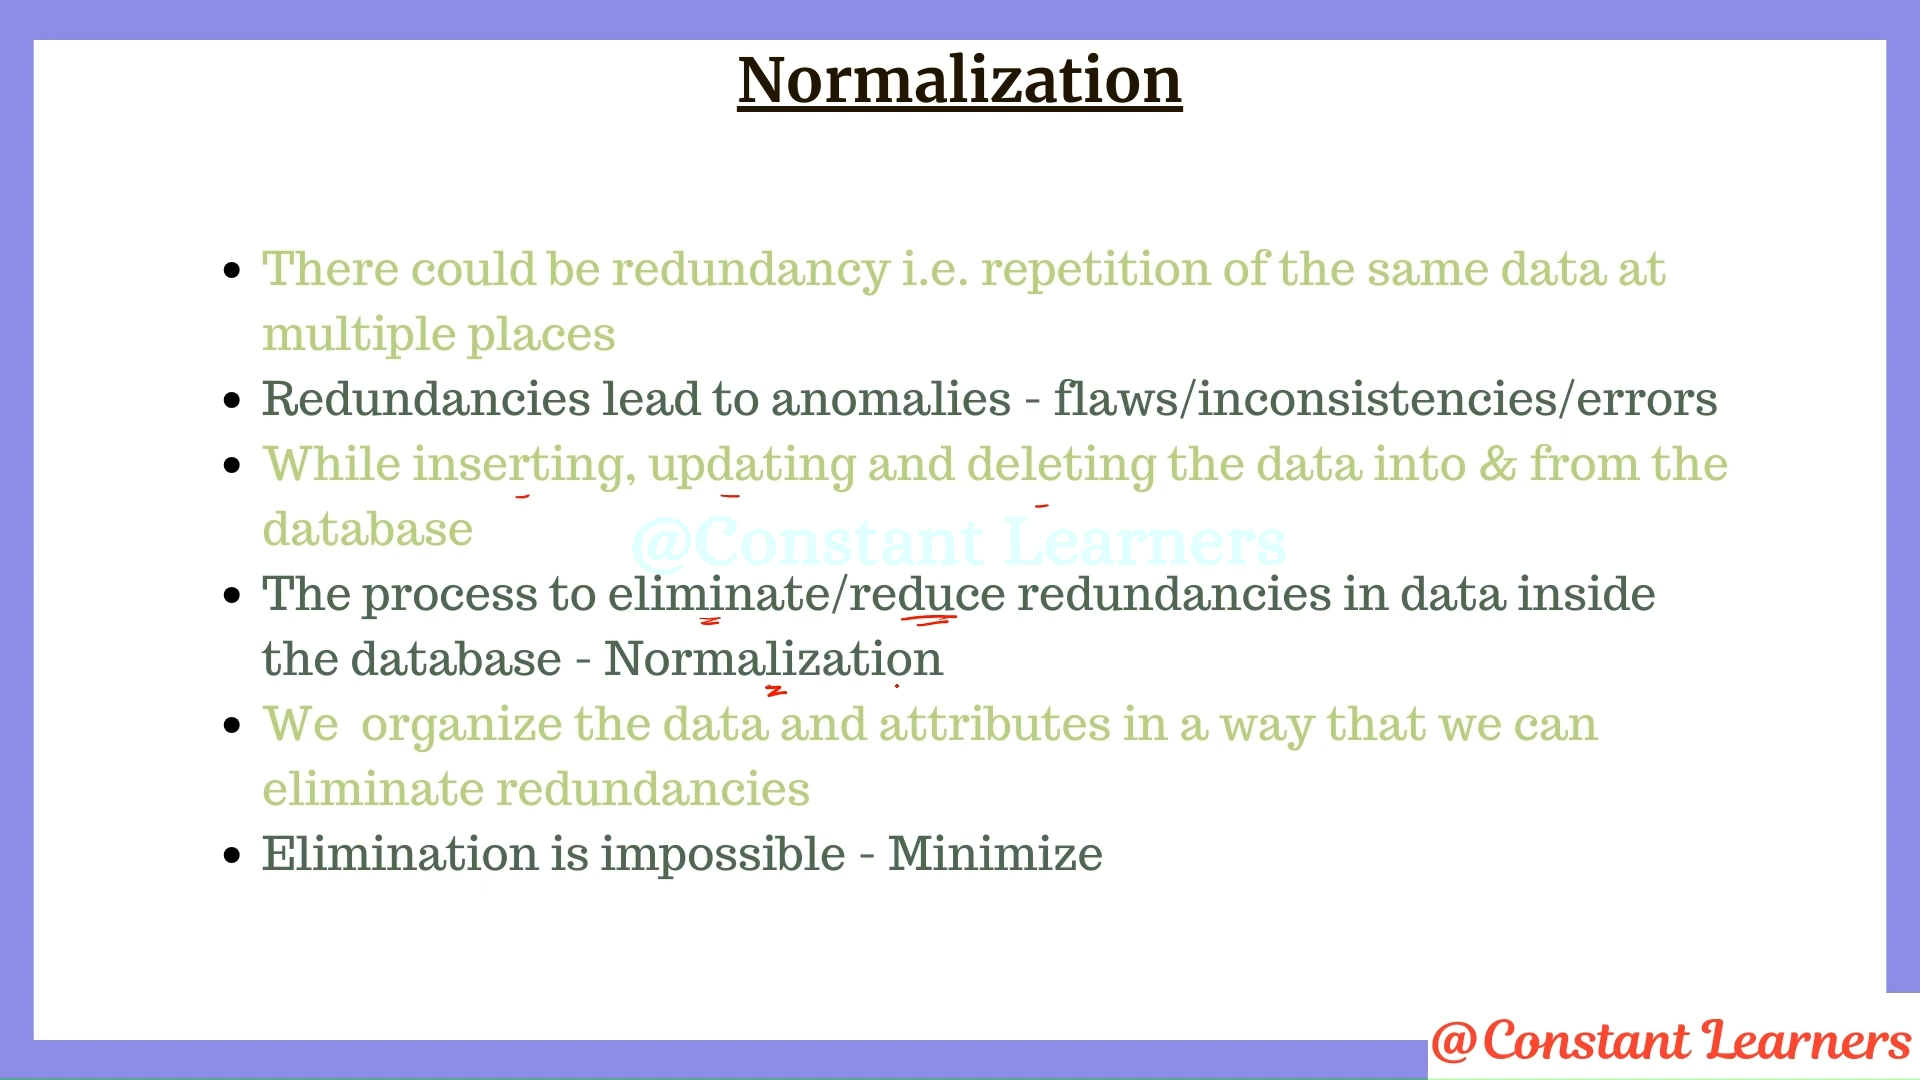 Normalization
• There could be redundancy i.e. repetition of the same data at
multiple places
• Redundancies lead to anomalies - flaws/inconsistencies/errors
• While inserting, updating and deleting the data into & from the
database
@Constant Learners
• The process to eliminate/reduce redundancies in data inside
the database - Normalization
• We  organize the data and attributes in a way that we can
eliminate redundancies
• Elimination is impossible - Minimize
@Constant Learners